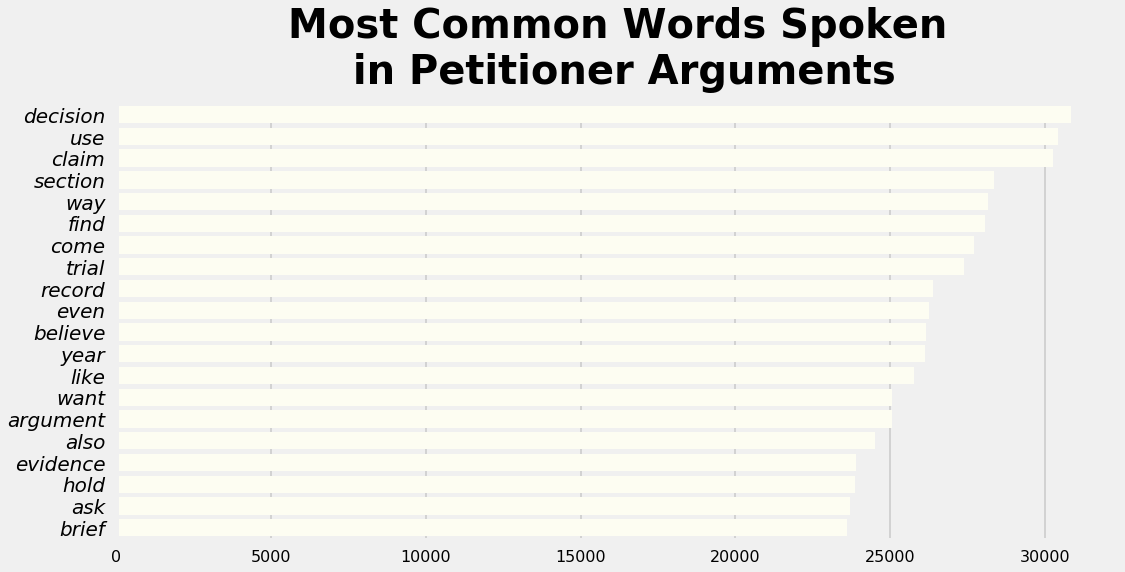 Most Common Words Spoken
in Petitioner Arguments
decision
use
claim
section
way
find
come
trial
record
even
believe
year
like
want
argument
also
evidence
hold
ask
brief
0 5000 10000 15000 20000 25000 30000